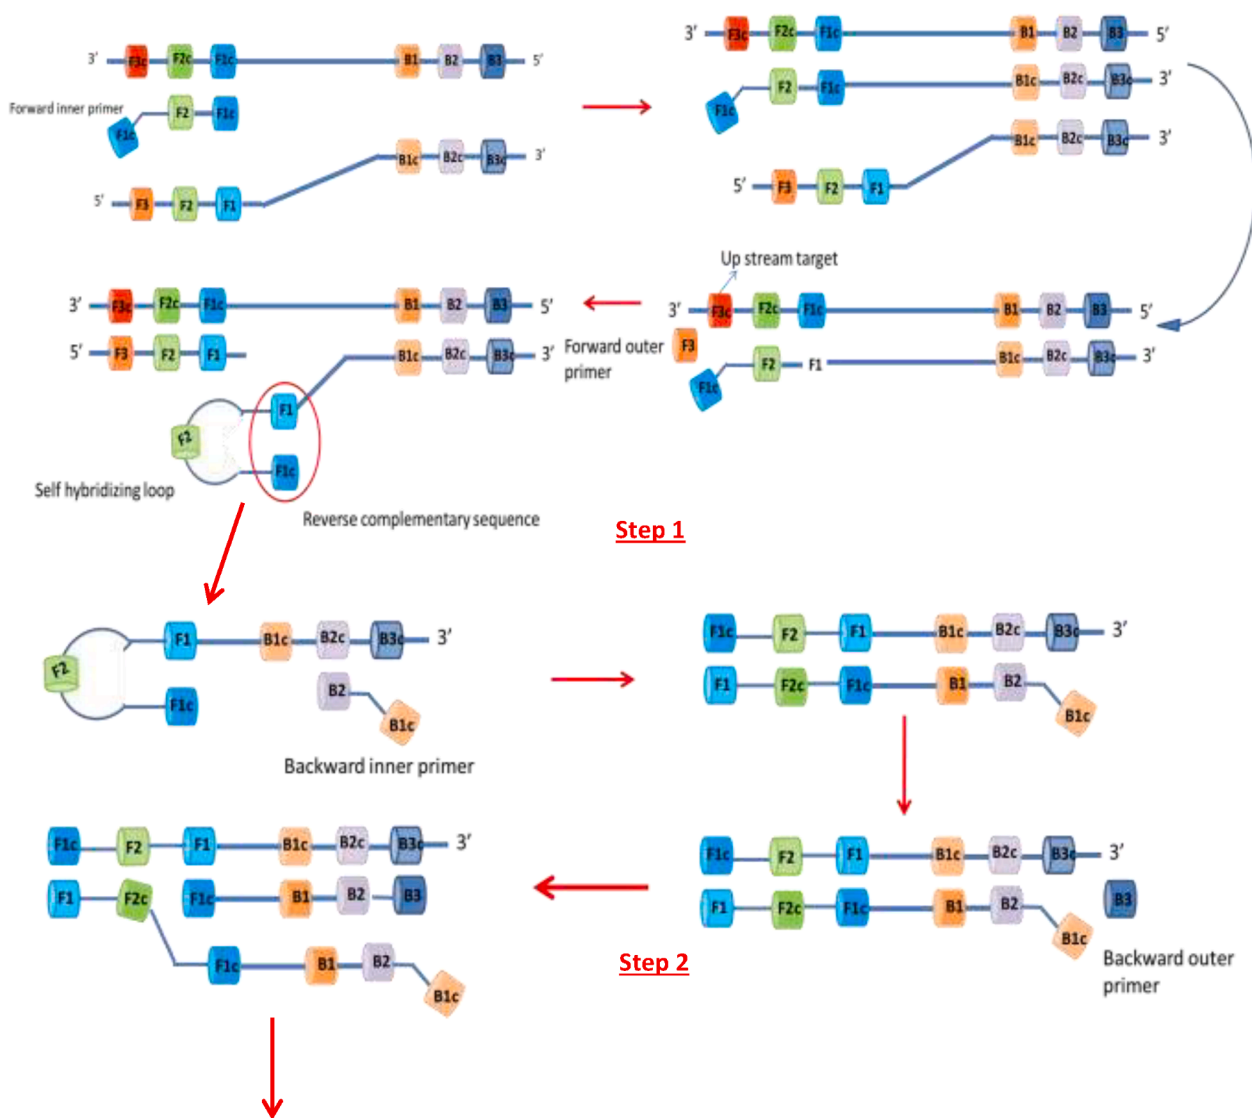 3' F3c F2c F1c B1 B2 B3 5'
Forward inner primer
F1c F2 F1c
B1c B2c B3c 3'
5' F3 F2 F1
3' F3c F2c F1c B1 B2 B3 5'
F1c F2 F1c B1c B2c B3c 3'
B1c B2c B3c 3'
5' F3 F2 F1
3' F3c F2c F1c B1 B2 B3 5'
5' F3 F2 F1
B1c B2c B3c 3'
F1
F2
F1c
Self hybridizing loop
Reverse complementary sequence
Up stream target
3' F3c F2c F1c B1 B2 B3 5'
F3
Forward outer
primer
F1c F2 F1 B1c B2c B3c 3'
Step 1
F1 B1c B2c B3c 3'
F2
F1c
B2
B1c
Backward inner primer
F1c F2 F1 B1c B2c B3c 3'
F1 F2c F1c B1 B2
B1c
F1c F2 F1 B1c B2c B3c 3'
F1 F2c F1c B1 B2 B3
F1c B1 B2
B1c
F1c F2 F1 B1c B2c B3c 3'
F1 F2c F1c B1 B2 B3
B1c
Backward outer
primer
Step 2